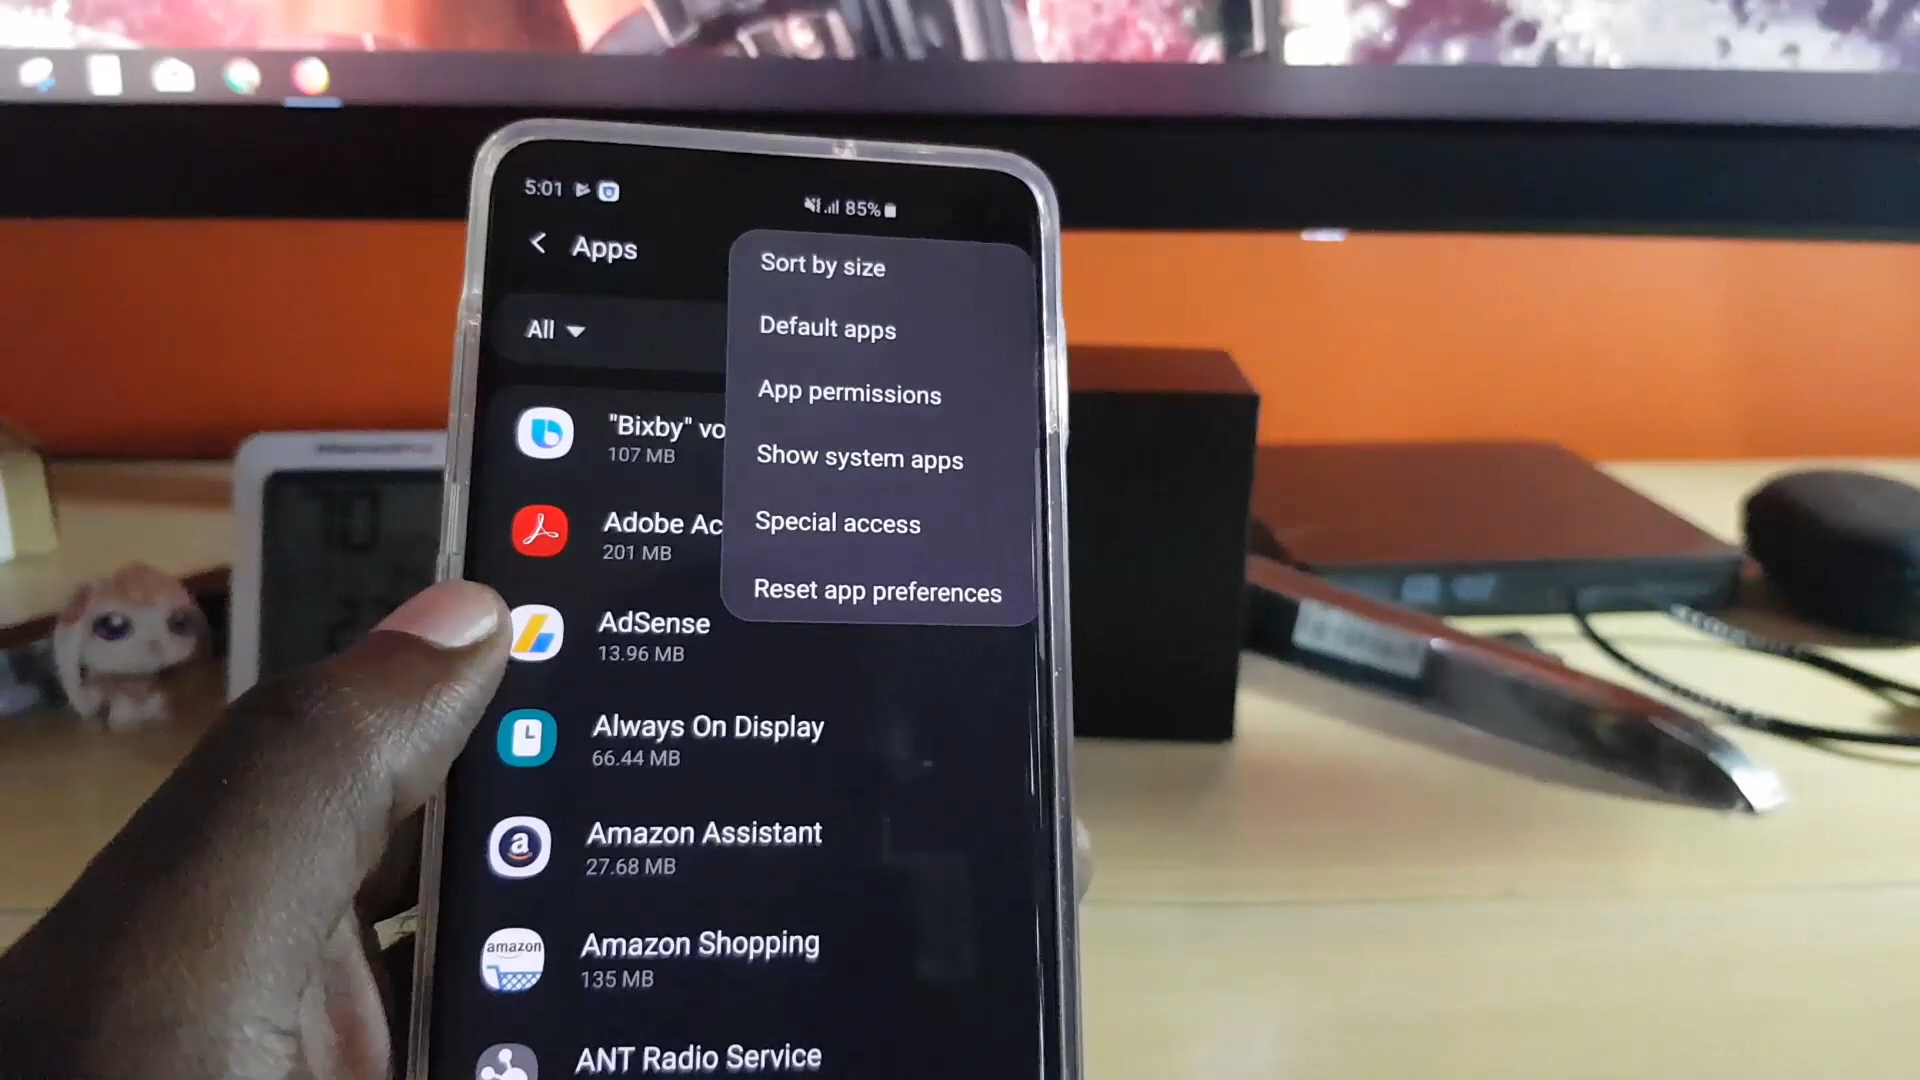 5:01
85%
Apps
Sort by size
Default apps
App permissions
Show system apps
Special access
Reset app preferences
All
"Bixby" vo
107 MB
Adobe Ac
201 MB
AdSense
13.96 MB
Always On Display
66.44 MB
a
Amazon Assistant
27.68 MB
amazon
Amazon Shopping
135 MB
ANT Radio Service